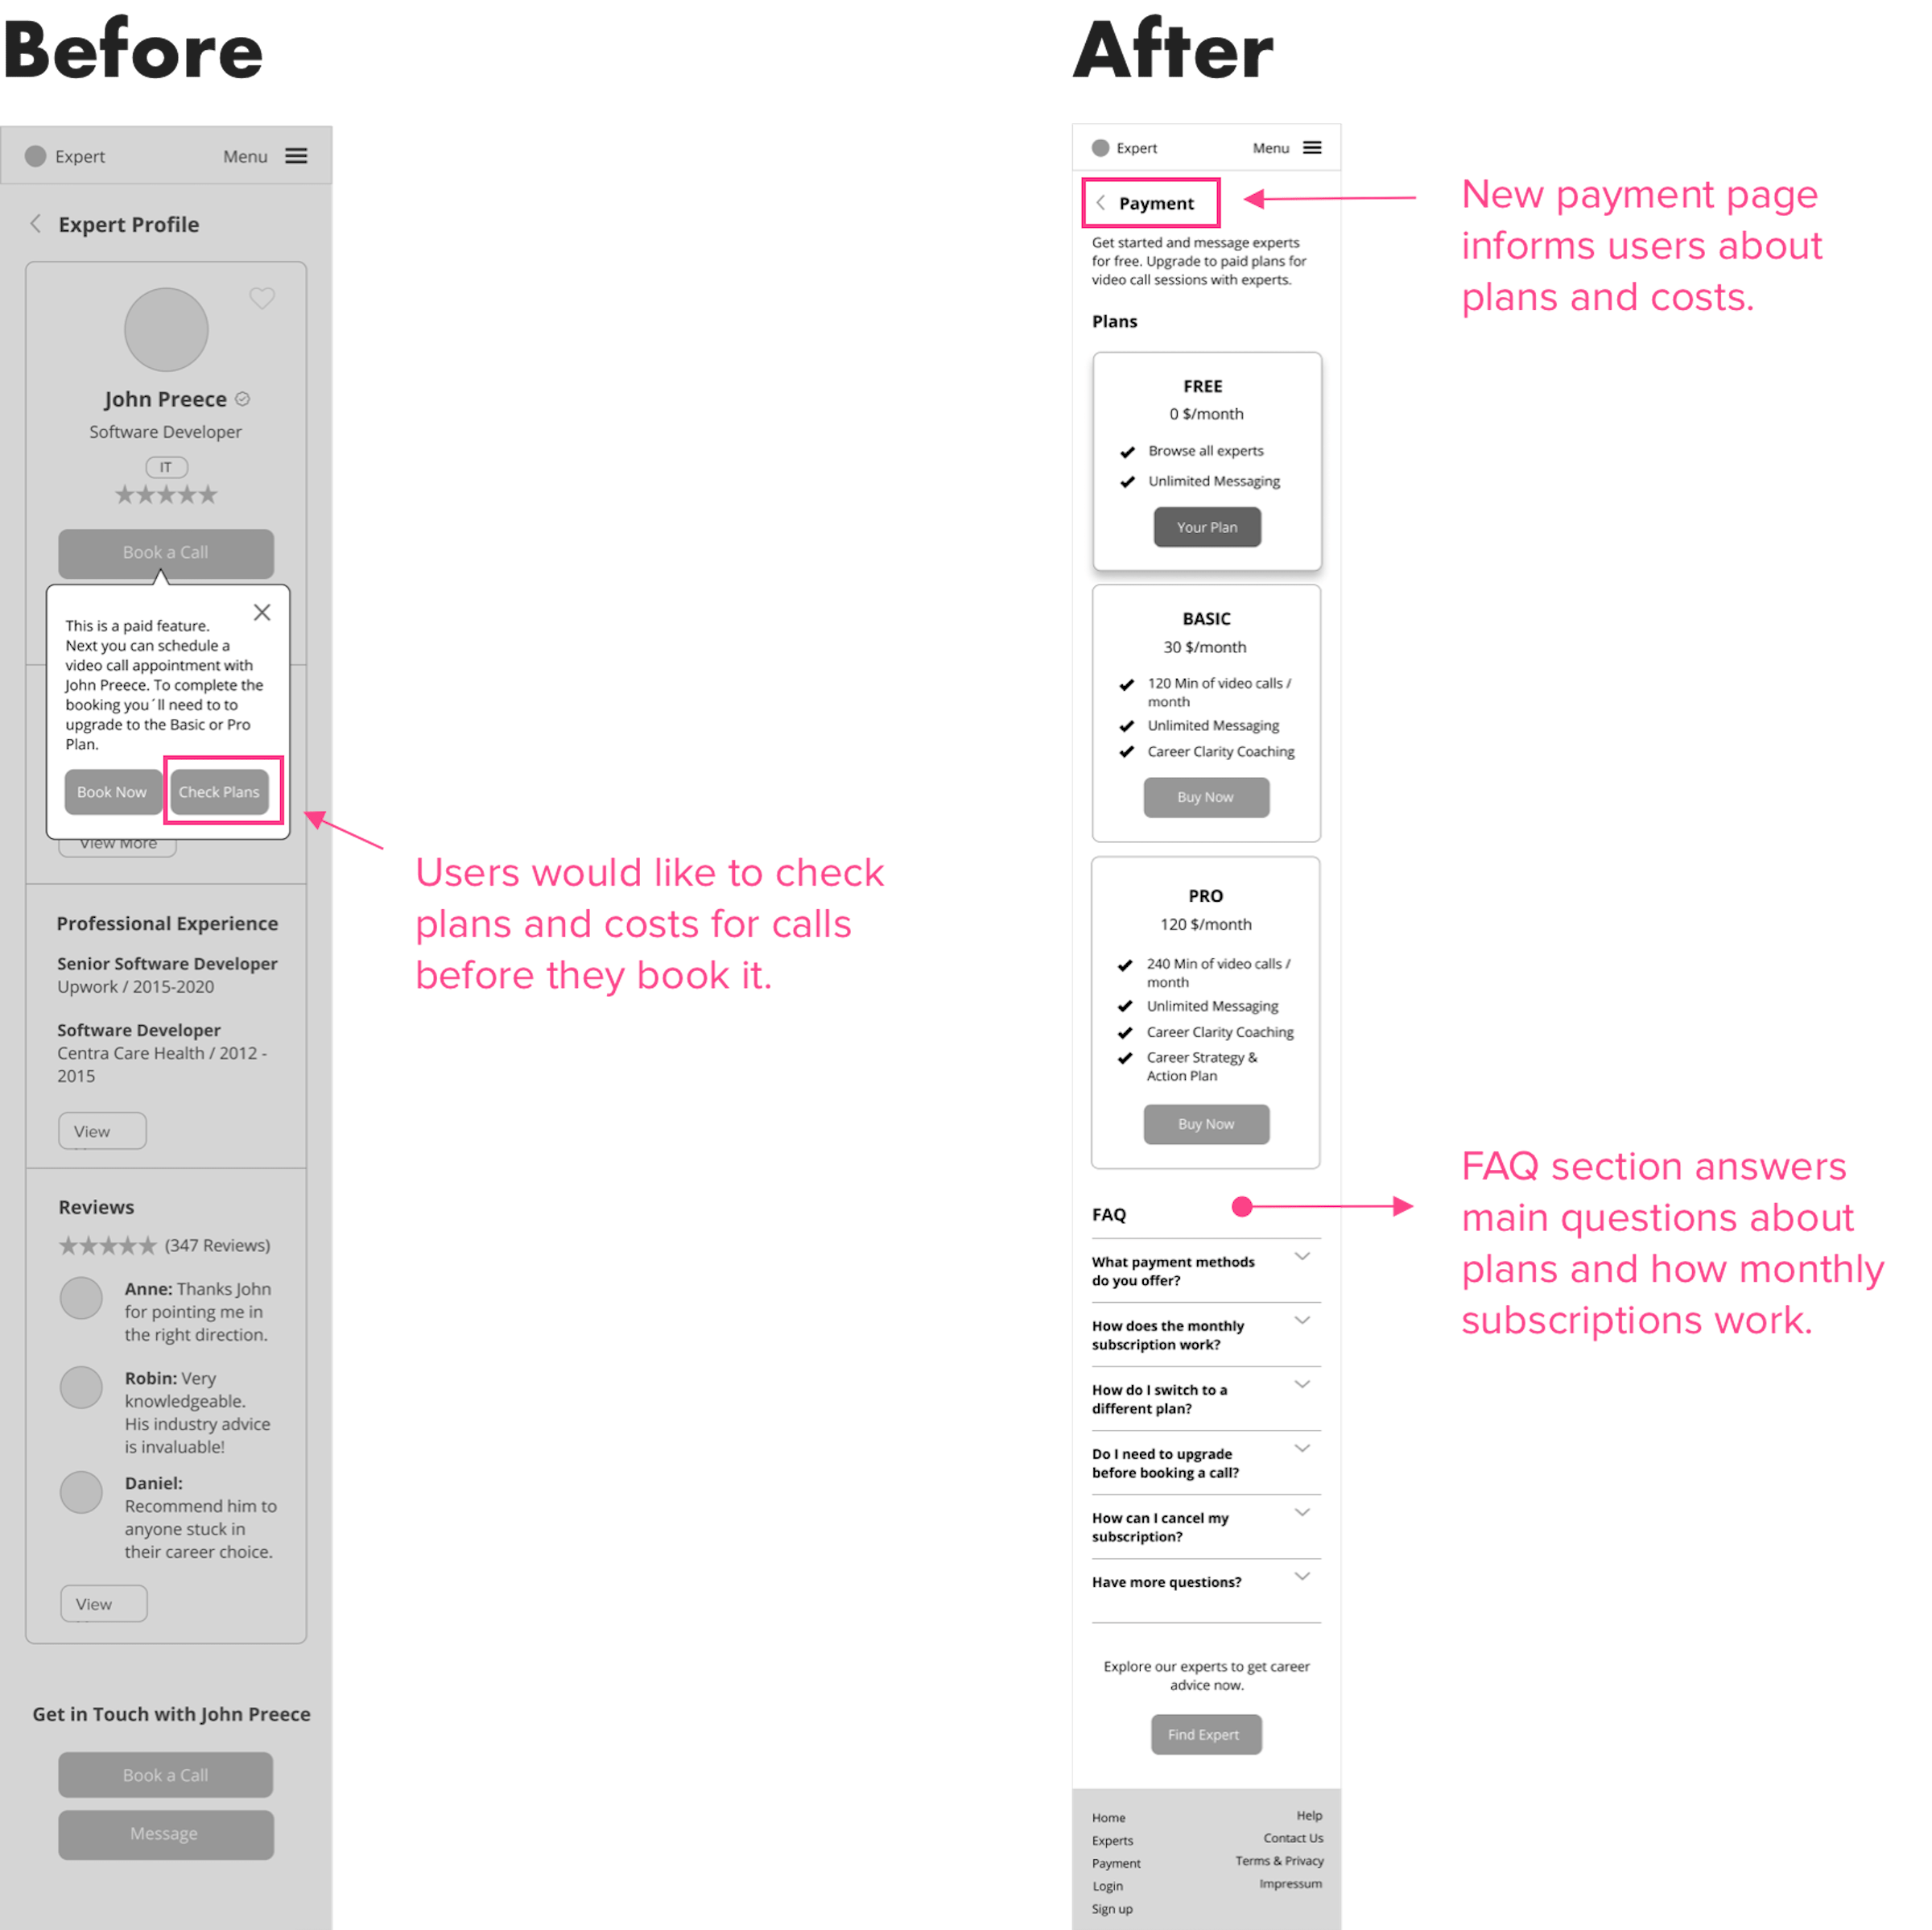 Before
Expert
Menu
Expert Profile
John Preece
Software Developer
IT
Book a Call
This is a paid feature.
Next you can schedule a
video call appointment with
John Preece. To complete the
booking you´ll need to to
upgrade to the Basic or Pro
Plan.
Book Now
Check Plans
View More
Professional Experience
Senior Software Developer
Upwork / 2015-2020
Software Developer
Centra Care Health / 2012 -
2015
View
Reviews
(347 Reviews)
Anne: Thanks John
for pointing me in
the right direction.
Robin: Very
knowledgeable.
His industry advice
is invaluable!
Daniel:
Recommend him to
anyone stuck in
their career choice.
View
Get in Touch with John Preece
Book a Call
Message
Users would like to check
plans and costs for calls
before they book it.
After
Expert
Menu
Payment
Get started and message experts
for free. Upgrade to paid plans for
video call sessions with experts.
Plans
FREE
0 $/month
Browse all experts
Unlimited Messaging
Your Plan
BASIC
30 $/month
120 Min of video calls /
month
Unlimited Messaging
Career Clarity Coaching
Buy Now
PRO
120 $/month
240 Min of video calls /
month
Unlimited Messaging
Career Clarity Coaching
Career Strategy &
Action Plan
Buy Now
FAQ
What payment methods
do you offer?
How does the monthly
subscription work?
How do I switch to a
different plan?
Do I need to upgrade
before booking a call?
How can I cancel my
subscription?
Have more questions?
Explore our experts to get career
advice now.
Find Expert
Home
Experts
Payment
Login
Sign up
Help
Contact Us
Terms & Privacy
Impressum
New payment page
informs users about
plans and costs.
FAQ section answers
main questions about
plans and how monthly
subscriptions work.